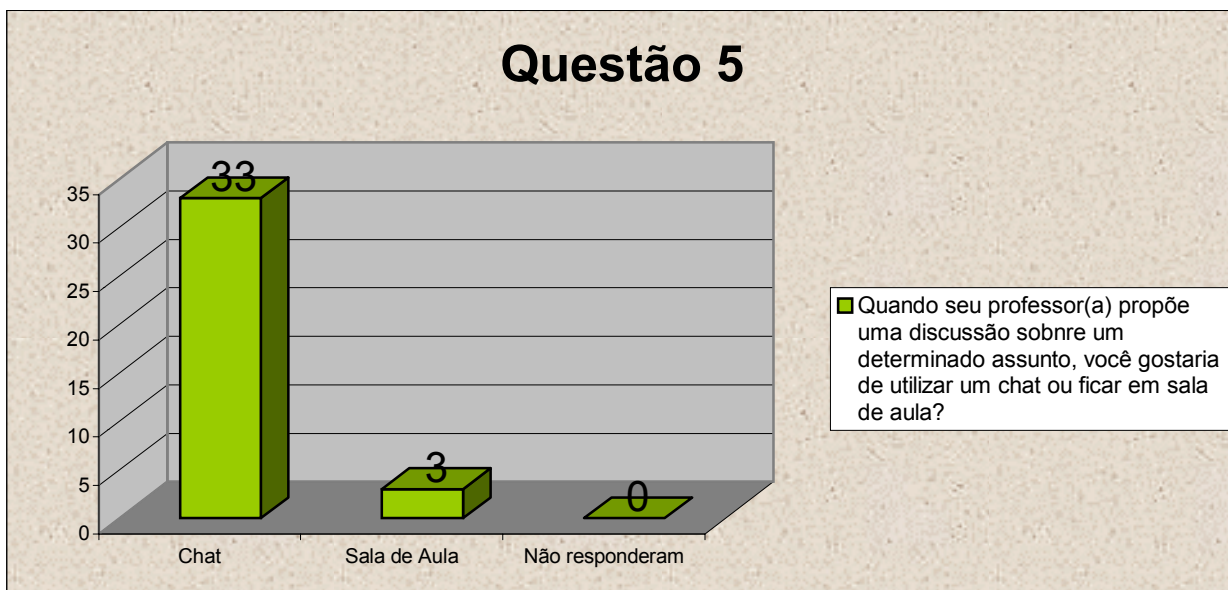 Questão 5
33
3
0
35
30
25
20
15
10
5
0
Chat
Sala de Aula
Não responderam
Quando seu professor(a) propõe
uma discussão sobnre um
determinado assunto, você gostaria
de utilizar um chat ou ficar em sala
de aula?